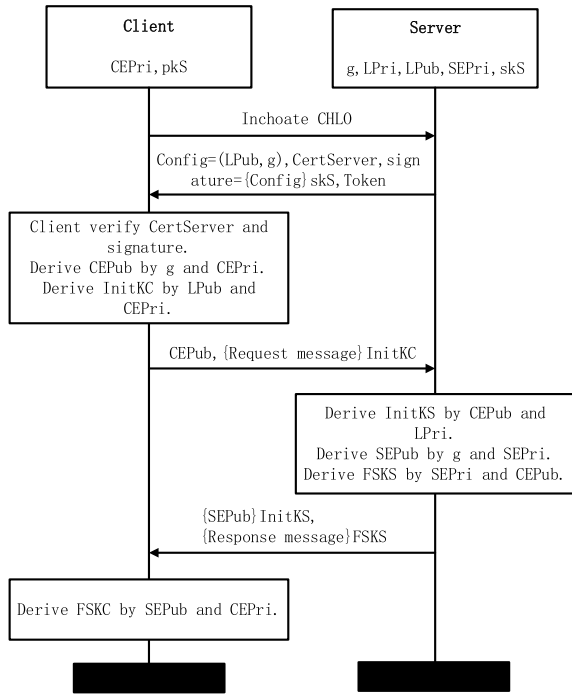 Client
CEPri,pkS
Server
g,LPri,LPub,SEPri,skS
Inchoate CHLO
Config=(LPub,g),CertServer,sign
ature={Config}skS,Token
Client verify CertServer and
signature.
Derive CEPub by g and CEPri.
Derive InitKC by LPub and
CEPri.
CEPub,{Request message}InitKC
Derive InitKS by CEPub and
LPri.
Derive SEPub by g and SEPri.
Derive FSKS by SEPri and CEPub.
{SEPub}InitKS,
{Response message}FSKS
Derive FSKC by SEPub and CEPri.